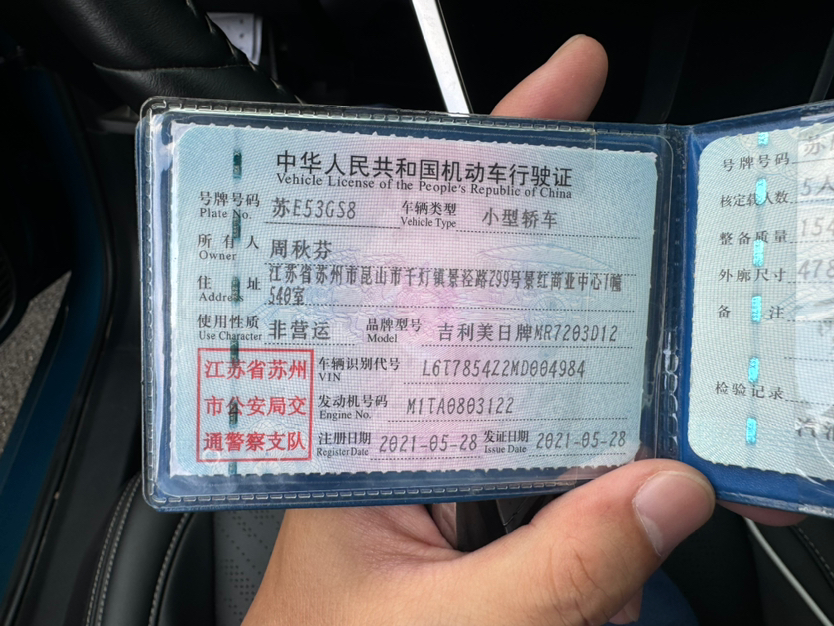 中华人民共和国机动车行驶证
Vehicle License of the People's Republic of China
号牌号码 苏E53GS8 车辆类型 小型轿车
Plate No. Vehicle Type
所有人 周秋芬
Owner
住址 江苏省苏州市昆山市千灯镇景泾路299号景红商业中心1幢
Address 540室
使用性质 非营运 品牌型号 吉利美日牌MR7203D12
Use Character Model
江苏省苏州
市公安局交
通警察支队
车辆识别代号 L6T7854Z2MD004984
VIN
发动机号码 M1TA0803122
Engine No.
注册日期 2021-05-28 发证日期 2021-05-28
Register Date Issue Date
号牌号码
核定载人数 5人
整备质量 154
外廓尺寸 478
备注
检验记录